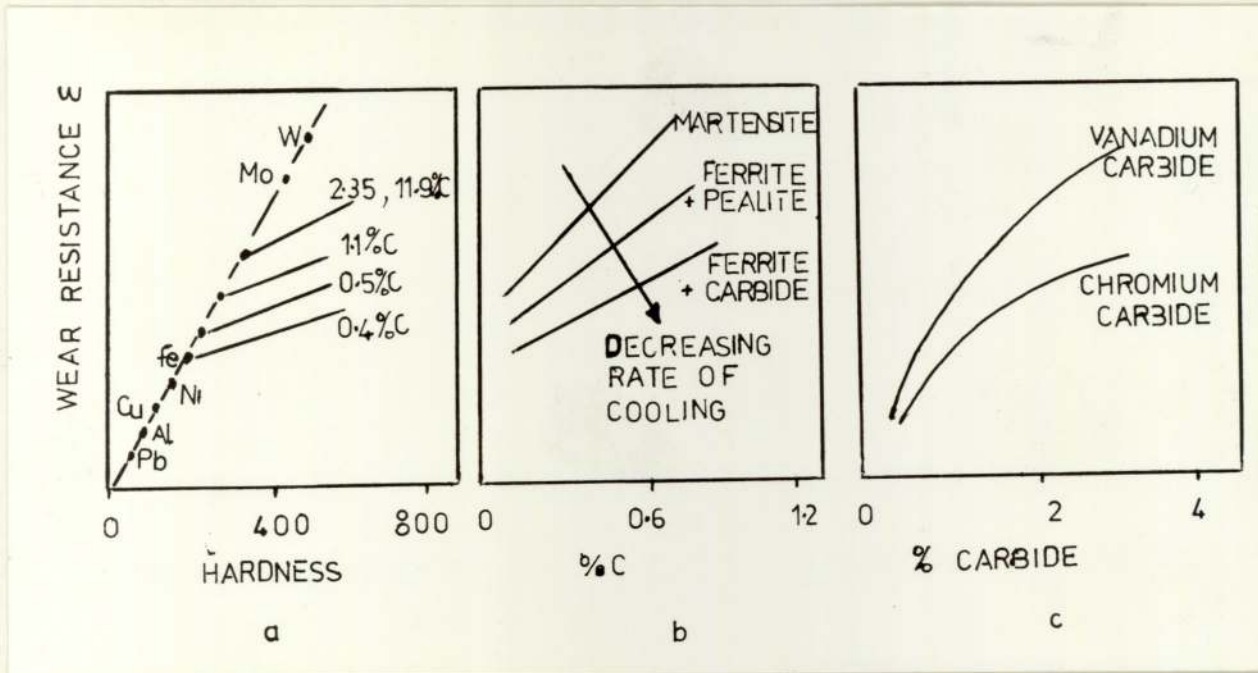 WEAR RESISTANCE ε
W
Mo
2.35, 11.9%C
1.1%C
0.5%C
0.4%C
fe
Ni
Cu
AL
Pb
0 400 800
HARDNESS
a
MARTENSITE
FERRITE
+ PEALITE
FERRITE
+ CARBIDE
DECREASING
RATE OF
COOLING
0 0.6 1.2
% C
b
VANADIUM
CARBIDE
CHROMIUM
CARBIDE
0 2 4
% CARBIDE
c